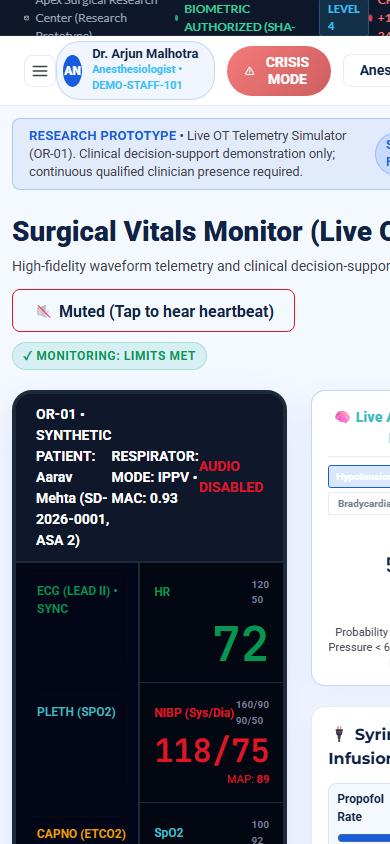 Apex Surgical Research
Center (Research
Prototype)
BIOMETRIC
AUTHORIZED (SHA-
LEVEL
4
+1
AN
Dr. Arjun Malhotra
Anesthesiologist •
DEMO-STAFF-101
⚠ CRISIS
MODE
Anes
RESEARCH PROTOTYPE • Live OT Telemetry Simulator
(OR-01). Clinical decision-support demonstration only;
continuous qualified clinician presence required.
Surgical Vitals Monitor (Live O
High-fidelity waveform telemetry and clinical decision-suppor
Muted (Tap to hear heartbeat)
✓ MONITORING: LIMITS MET
OR-01 •
SYNTHETIC
PATIENT:
Aarav
Mehta (SD-
2026-0001,
ASA 2)
RESPIRATOR:
MODE: IPPV •
MAC: 0.93
AUDIO
DISABLED
ECG (LEAD II) •
SYNC
HR
120
50
72
PLETH (SPO2)
NIBP (Sys/Dia)
160/90
90/50
118/75
MAP: 89
CAPNO (ETCO2)
SpO2
100
92
Live A
Hypotension
Bradycardia
Probability
Pressure < 6
Syrin
Infusion
Propofol
Rate